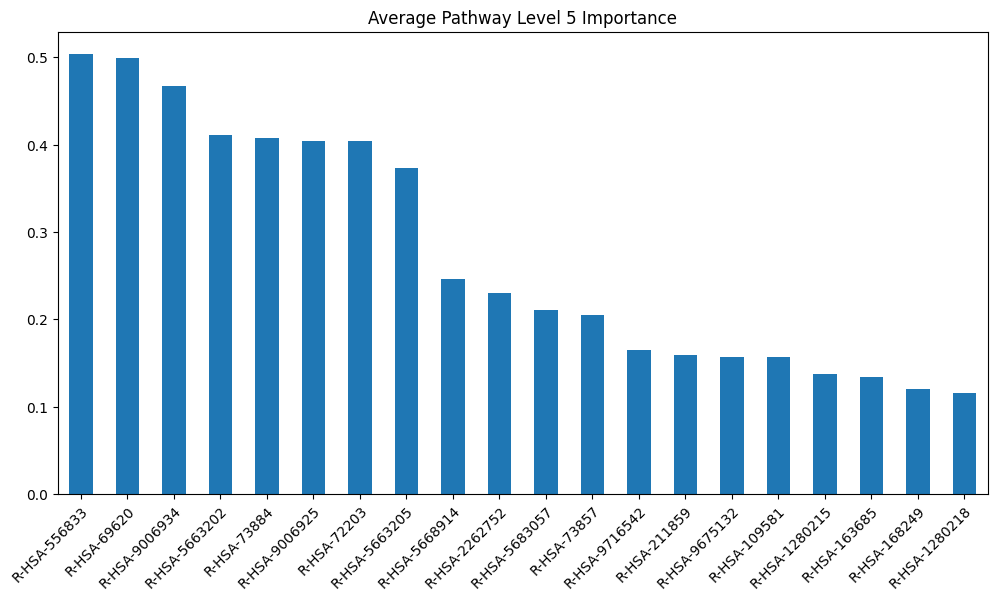 Average Pathway Level 5 Importance
0.5
0.4
0.3
0.2
0.1
0.0
R-HSA-556833
R-HSA-69620
R-HSA-9006934
R-HSA-5663202
R-HSA-73884
R-HSA-9006925
R-HSA-72203
R-HSA-5663205
R-HSA-5668914
R-HSA-2262752
R-HSA-5683057
R-HSA-73857
R-HSA-9716542
R-HSA-211859
R-HSA-9675132
R-HSA-109581
R-HSA-1280215
R-HSA-163685
R-HSA-168249
R-HSA-1280218